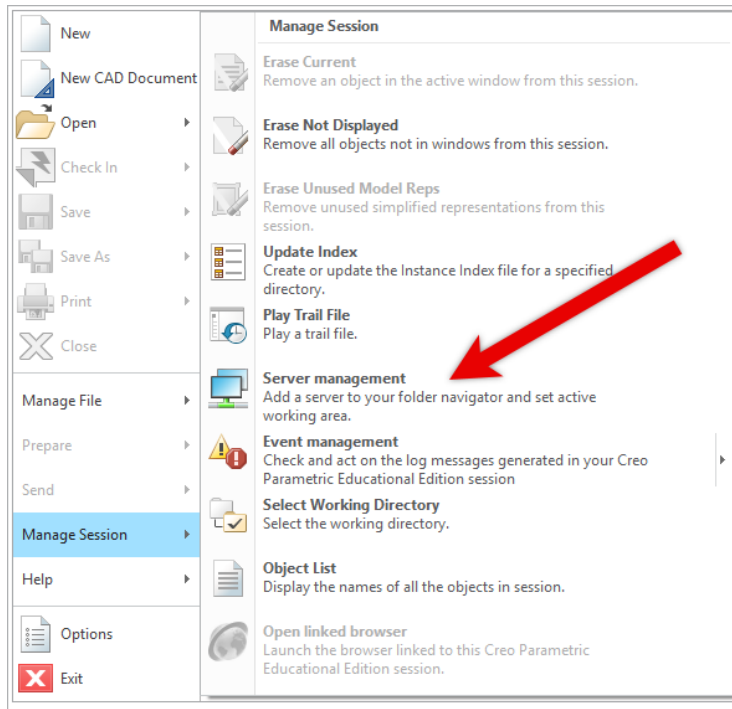 New
New CAD Document
Open
Check In
Save
Save As
Print
Close
Manage File
Prepare
Send
Manage Session
Help
Options
Exit
Manage Session
Erase Current
Remove an object in the active window from this session.
Erase Not Displayed
Remove all objects not in windows from this session.
Erase Unused Model Reps
Remove unused simplified representations from this
session.
Update Index
Create or update the Instance Index file for a specified
directory.
Play Trail File
Play a trail file.
Server management
Add a server to your folder navigator and set active
working area.
Event management
Check and act on the log messages generated in your Creo
Parametric Educational Edition session
Select Working Directory
Select the working directory.
Object List
Display the names of all the objects in session.
Open linked browser
Launch the browser linked to this Creo Parametric
Educational Edition session.